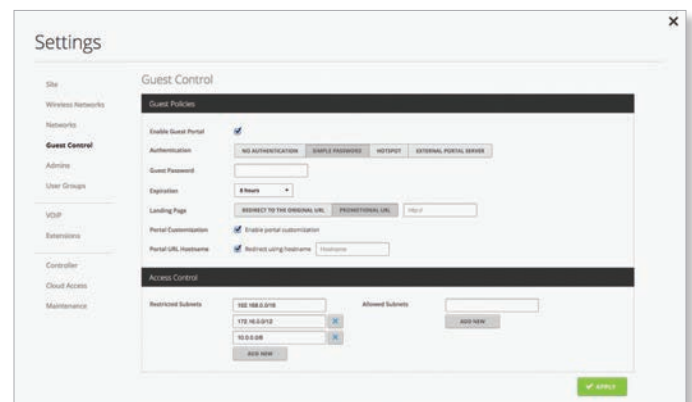 Settings
Site
Wireless Networks
Networks
Guest Control
Admins
User Groups
VOIP
Extensions
Controller
Cloud Access
Maintenance
Guest Control
Guest Policies
Enable Guest Portal
Authentication NO AUTHENTICATION SIMPLE PASSWORD HOTSPOT EXTERNAL PORTAL SERVER
Guest Password
Expiration 8 hours
Landing Page REDIRECT TO THE ORIGINAL URL PROMOTIONAL URL http://
Portal Customization Enable portal customization
Portal URL Hostname Redirect using hostname Hostname
Access Control
Restricted Subnets 192.168.0.0/16 Allowed Subnets
172.16.0.0/12 ADD NEW
10.0.0.0/8
ADD NEW
APPLY